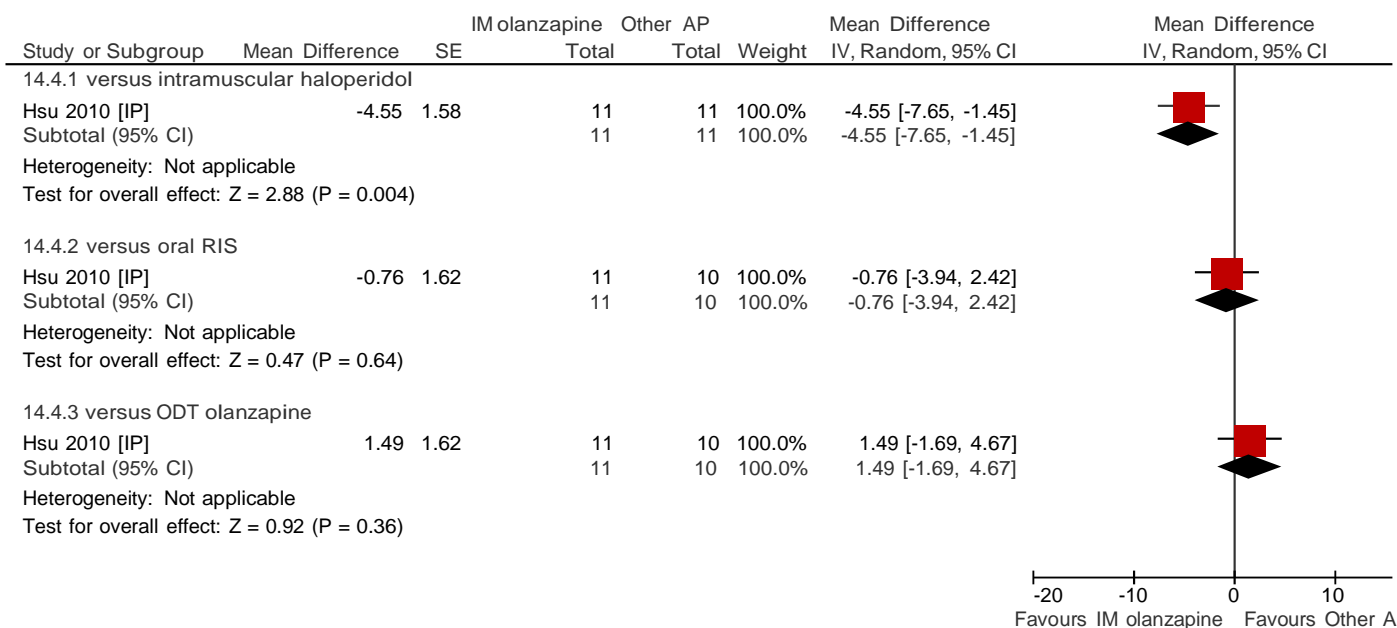 IM olanzapine Other AP Mean Difference Mean Difference
Study or Subgroup Mean Difference SE Total Total Weight IV, Random, 95% CI IV, Random, 95% CI
14.4.1 versus intramuscular haloperidol
Hsu 2010 [IP] -4.55 1.58 11 11 100.0% -4.55 [-7.65, -1.45]
Subtotal (95% CI) 11 11 100.0% -4.55 [-7.65, -1.45]
Heterogeneity: Not applicable
Test for overall effect: Z = 2.88 (P = 0.004)
14.4.2 versus oral RIS
Hsu 2010 [IP] -0.76 1.62 11 10 100.0% -0.76 [-3.94, 2.42]
Subtotal (95% CI) 11 10 100.0% -0.76 [-3.94, 2.42]
Heterogeneity: Not applicable
Test for overall effect: Z = 0.47 (P = 0.64)
14.4.3 versus ODT olanzapine
Hsu 2010 [IP] 1.49 1.62 11 10 100.0% 1.49 [-1.69, 4.67]
Subtotal (95% CI) 11 10 100.0% 1.49 [-1.69, 4.67]
Heterogeneity: Not applicable
Test for overall effect: Z = 0.92 (P = 0.36)
-20 -10 0 10
Favours IM olanzapine Favours Other A